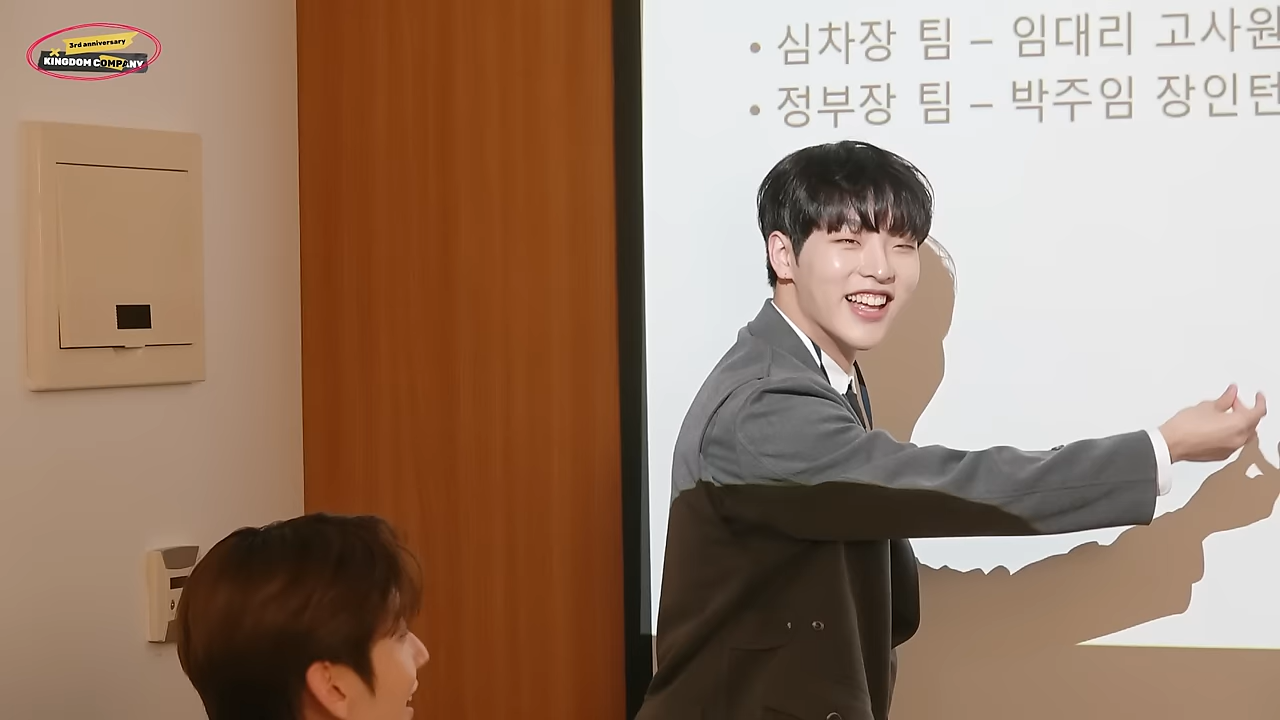 3rd anniversary
KINGDOM COMPANY
• 심차장 팀 – 임대리 고사원
• 정부장 팀 – 박주임 장인턴